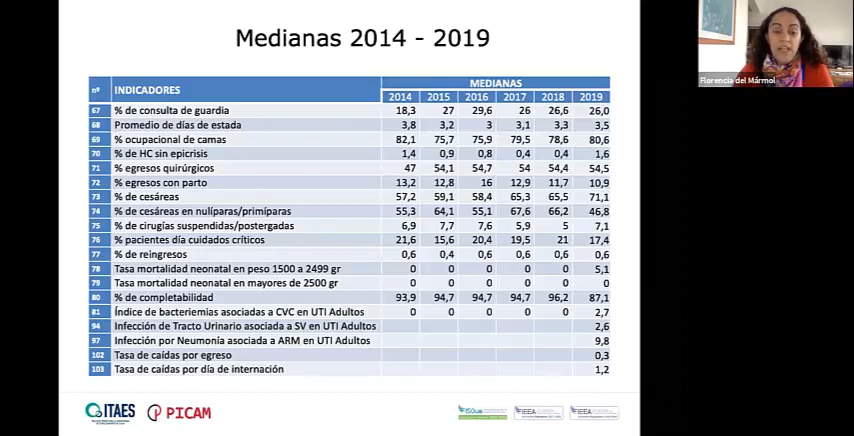 Medianas 2014 - 2019
nº INDICADORES MEDIANAS
2014 2015 2016 2017 2018 2019
67 % de consulta de guardia 18,3 27 29,6 26 26,6 26,0
68 Promedio de días de estada 3,8 3,2 3 3,1 3,3 3,5
69 % ocupacional de camas 82,1 75,7 75,9 79,5 78,6 80,6
70 % de HC sin epicrisis 1,4 0,9 0,8 0,4 0,4 1,6
71 % egresos quirúrgicos 47 54,1 54,7 54 54,4 54,5
72 % egresos con parto 13,2 12,8 16 12,9 11,7 10,9
73 % de cesáreas 57,2 59,1 58,4 65,3 65,5 71,1
74 % de cesáreas en nulíparas/primíparas 55,3 64,1 55,1 67,6 66,2 46,8
75 % de cirugías suspendidas/postergadas 6,9 7,7 7,6 5,9 5 7,1
76 % pacientes día cuidados críticos 21,6 15,6 20,4 19,5 21 17,4
77 % de reingresos 0,6 0,4 0,6 0,6 0,6 0,6
78 Tasa mortalidad neonatal en peso 1500 a 2499 gr 0 0 0 0 0 5,1
79 Tasa mortalidad neonatal en mayores de 2500 gr 0 0 0 0 0 0
80 % de completabilidad 93,9 94,7 94,7 94,7 96,2 87,1
81 Índice de bacteriemias asociadas a CVC en UTI Adultos 0 0 0 0 0 2,7
94 Infección de Tracto Urinario asociada a SV en UTI Adultos 2,6
97 Infección por Neumonía asociada a ARM en UTI Adultos 9,8
102 Tasa de caídas por egreso 0,3
103 Tasa de caídas por día de internación 1,2
ITAES PICAM ISQua IEEA IEEA
Florencia del Mármol